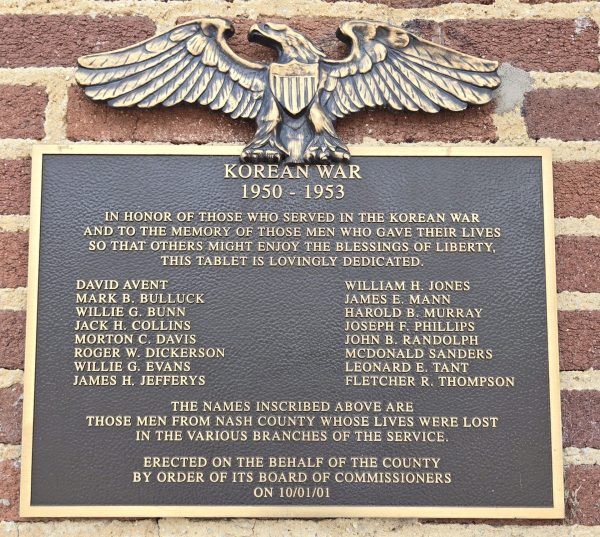 KOREAN WAR
1950 - 1953
IN HONOR OF THOSE WHO SERVED IN THE KOREAN WAR
AND TO THE MEMORY OF THOSE MEN WHO GAVE THEIR LIVES
SO THAT OTHERS MIGHT ENJOY THE BLESSINGS OF LIBERTY,
THIS TABLET IS LOVINGLY DEDICATED.
DAVID AVENT
MARK B. BULLUCK
WILLIE G. BUNN
JACK H. COLLINS
MORTON C. DAVIS
ROGER W. DICKERSON
WILLIE G. EVANS
JAMES H. JEFFERYS
WILLIAM H. JONES
JAMES E. MANN
HAROLD B. MURRAY
JOSEPH F. PHILLIPS
JOHN B. RANDOLPH
MCDONALD SANDERS
LEONARD E. TANT
FLETCHER R. THOMPSON
THE NAMES INSCRIBED ABOVE ARE
THOSE MEN FROM NASH COUNTY WHOSE LIVES WERE LOST
IN THE VARIOUS BRANCHES OF THE SERVICE.
ERECTED ON THE BEHALF OF THE COUNTY
BY ORDER OF ITS BOARD OF COMMISSIONERS
ON 10/01/01